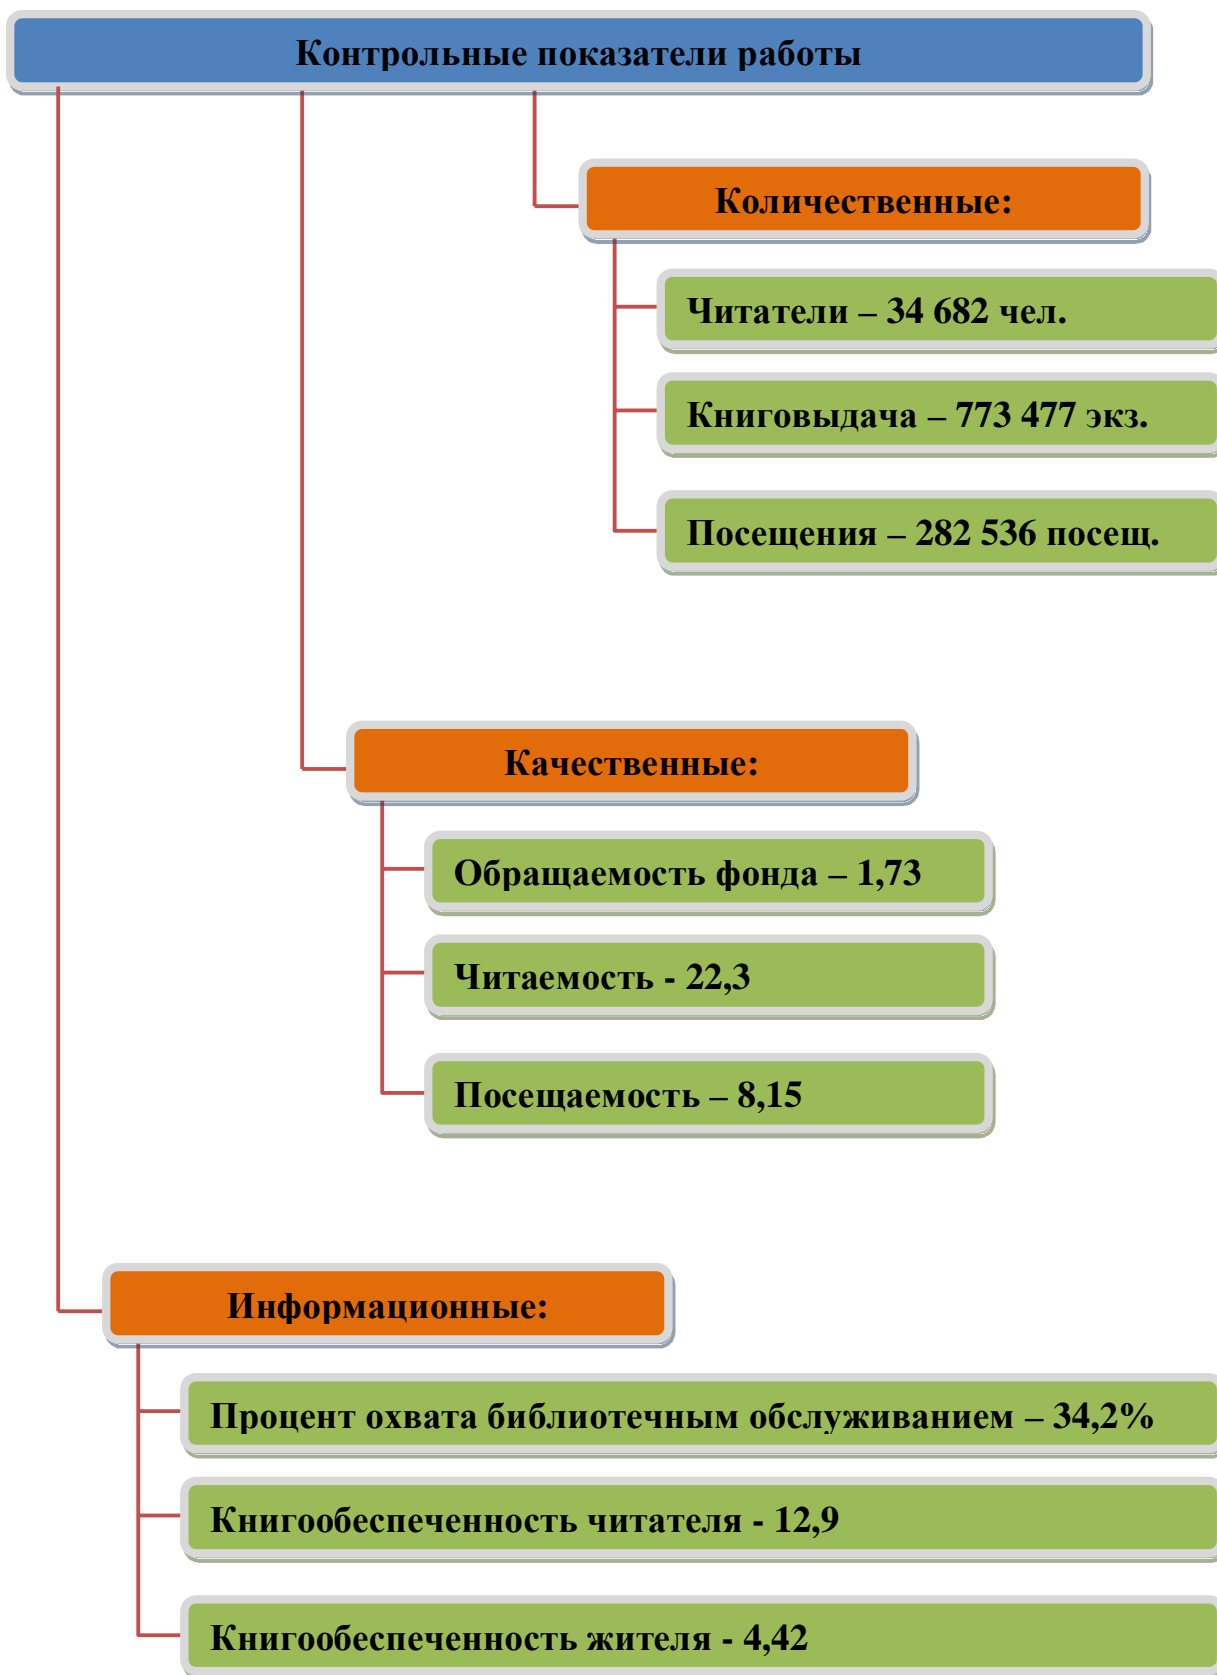 Контрольные показатели работы
Количественные:
Читатели – 34 682 чел.
Книговыдача – 773 477 экз.
Посещения – 282 536 посещ.
Качественные:
Обращаемость фонда – 1,73
Читаемость - 22,3
Посещаемость – 8,15
Информационные:
Процент охвата библиотечным обслуживанием – 34,2%
Книгообеспеченность читателя - 12,9
Книгообеспеченность жителя - 4,42